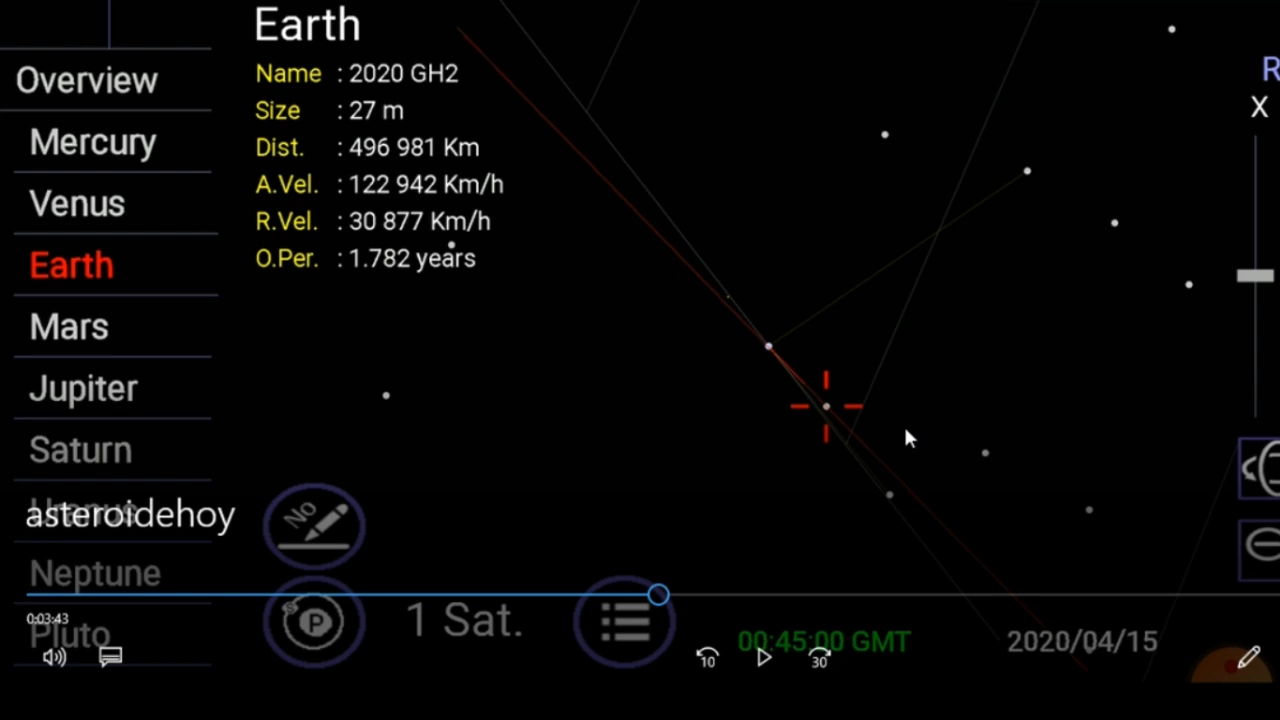 Earth
Name : 2020 GH2
Size : 27 m
Dist. : 496 981 Km
A.Vel. : 122 942 Km/h
R.Vel. : 30 877 Km/h
O.Per. : 1.782 years
Overview
Mercury
Venus
Earth
Mars
Jupiter
Saturn
Uranus
asteroidehoy
Neptune
Pluto
No
S
P
1 Sat.
00:45:00 GMT
2020/04/15
0:03:43
10
30
R
X